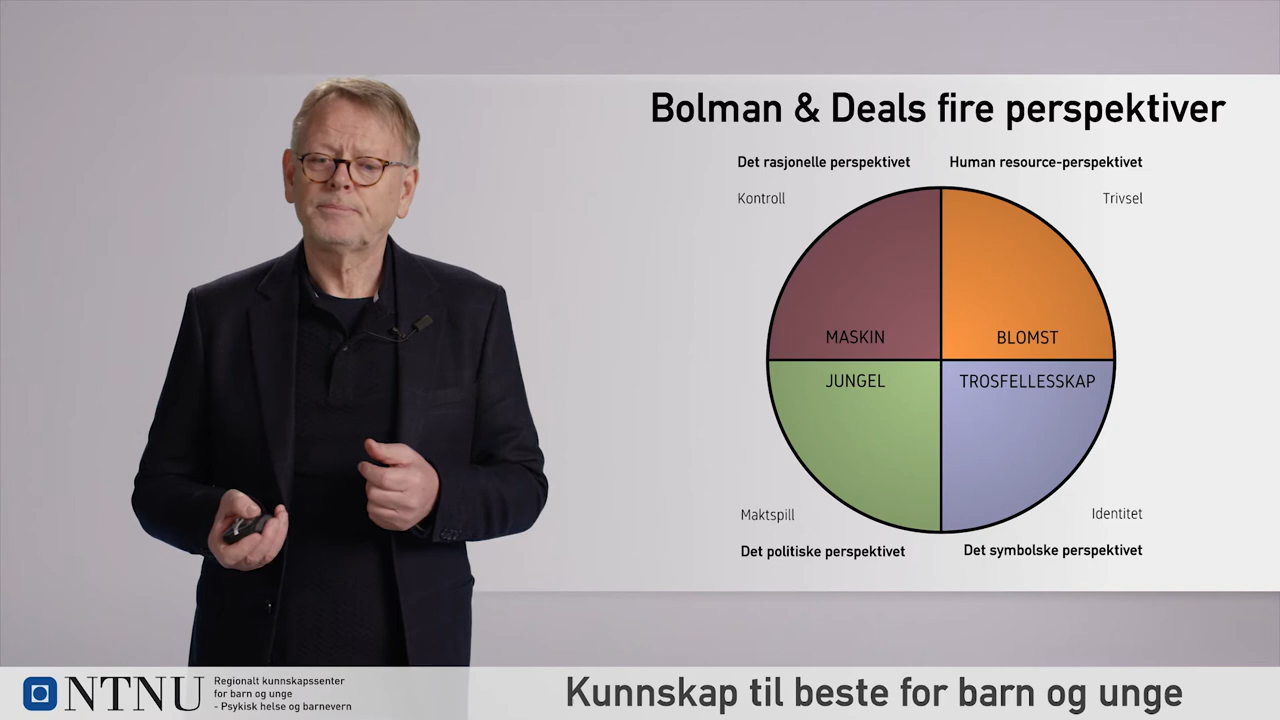 Bolman & Deals fire perspektiver
Det rasjonelle perspektivet
Human resource-perspektivet
Kontroll
Trivsel
MASKIN
BLOMST
JUNGEL
TROSFELLESSKAP
Maktspill
Identitet
Det politiske perspektivet
Det symbolske perspektivet
NTNU
Regionalt kunnskapssenter
for barn og unge
- Psykisk helse og barnevern
Kunnskap til beste for barn og unge